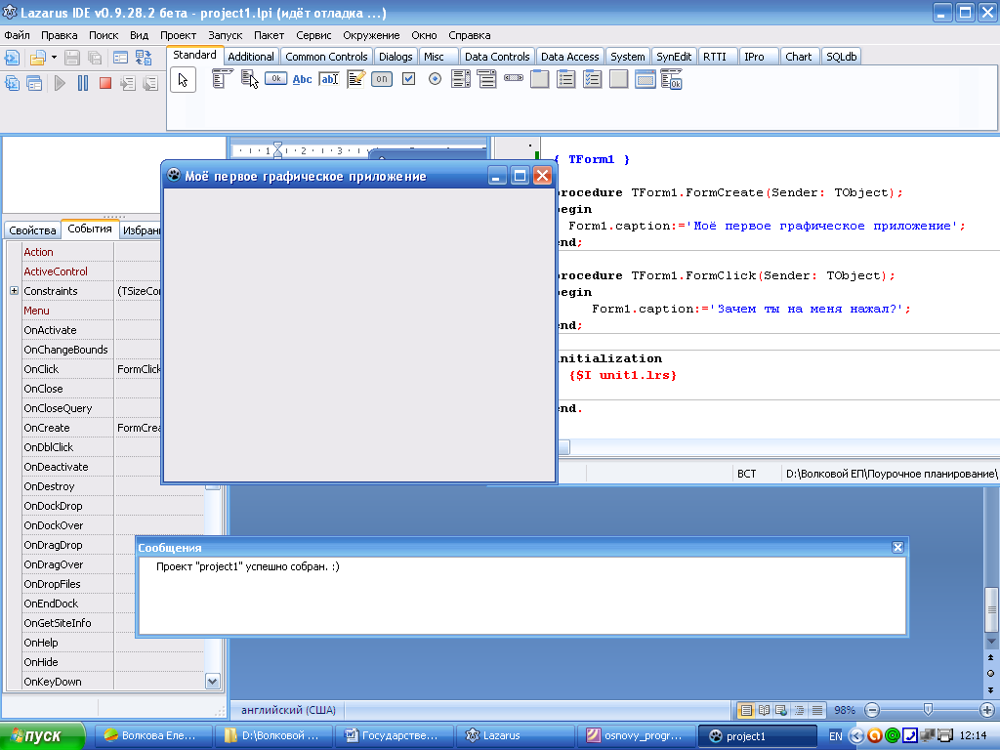 Lazarus IDE v0.9.28.2 бета - project1.lpi (идёт отладка ...)
Файл Правка Поиск Вид Проект Запуск Пакет Сервис Окружение Окно Справка
Standard Additional Common Controls Dialogs Misc Data Controls Data Access System SynEdit RTTI IPro Chart SQLdb
Ok Abc ab on Ok
1 2 3
{ TForm1 }
Моё первое графическое приложение
procedure TForm1.FormCreate(Sender: TObject);
begin
Form1.caption:='Моё первое графическое приложение';
end;
procedure TForm1.FormClick(Sender: TObject);
begin
Form1.caption:='Зачем ты на меня нажал?';
end;
initialization
{$I unit1.lrs}
end.
ВСТ D:\Волковой ЕП\Поурочное планирование\
Свойства События Избран
Action
ActiveControl
Constraints (TSizeCon
Menu
OnActivate
OnChangeBounds
OnClick FormClick
OnClose
OnCloseQuery
OnCreate FormCrea
OnDblClick
OnDeactivate
OnDestroy
OnDockDrop
OnDockOver
OnDragDrop
OnDragOver
OnDropFiles
OnEndDock
OnGetSiteInfo
OnHelp
OnHide
OnKeyDown
Сообщения
Проект "project1" успешно собран. :)
английский (США) 98%
пуск Волкова Еле... D:\Волковой ... Государстве... Lazarus osnovy_progr... project1 EN 12:14